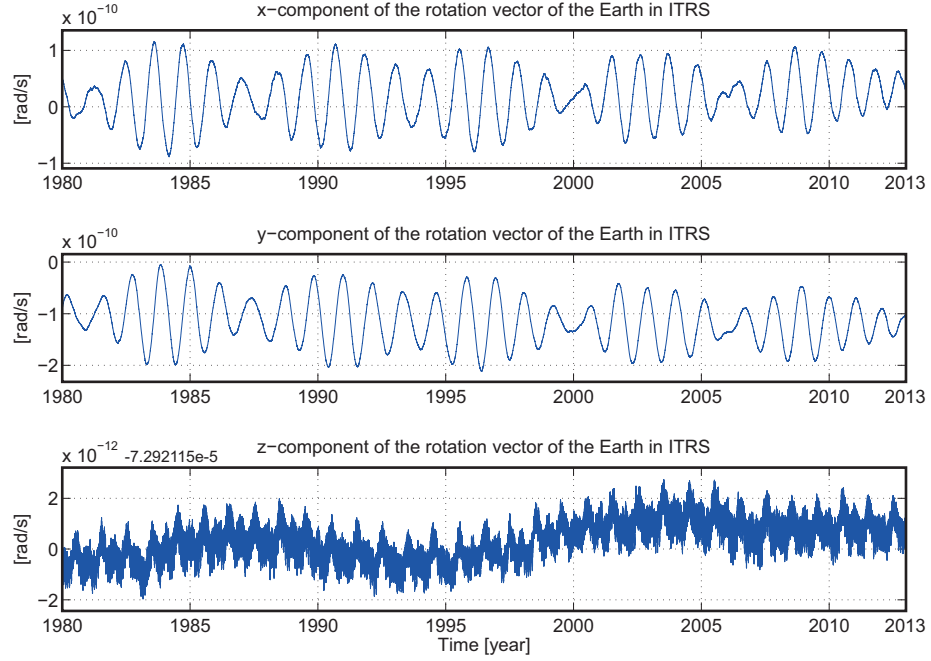 x−component of the rotation vector of the Earth in ITRS
x 10−10
[rad/s]
1
0
−1
1980 1985 1990 1995 2000 2005 2010 2013
y−component of the rotation vector of the Earth in ITRS
x 10−10
[rad/s]
0
−1
−2
1980 1985 1990 1995 2000 2005 2010 2013
z−component of the rotation vector of the Earth in ITRS
x 10−12 -7.292115e-5
[rad/s]
2
0
−2
1980 1985 1990 1995 2000 2005 2010 2013
Time [year]